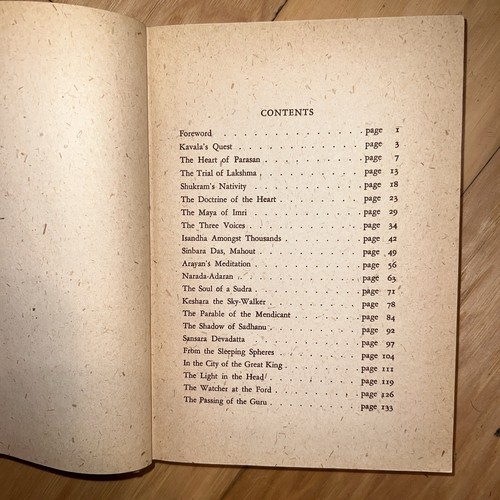 CONTENTS
Foreword . . . . . . . . . . . . . page 1
Kavala's Quest . . . . . . . . . . . . page 3
The Heart of Parasan . . . . . . . . . . page 7
The Trial of Lakshma . . . . . . . . . . page 13
Shukram's Nativity . . . . . . . . . . . page 18
The Doctrine of the Heart . . . . . . . . page 23
The Maya of Imri . . . . . . . . . . . page 29
The Three Voices . . . . . . . . . . . page 34
Isandha Amongst Thousands . . . . . . . . page 42
Sinbara Das, Mahout . . . . . . . . . . page 49
Arayan's Meditation . . . . . . . . . . page 56
Narada-Adaran . . . . . . . . . . . . page 63
The Soul of a Sudra . . . . . . . . . . page 71
Keshara the Sky-Walker . . . . . . . . . page 78
The Parable of the Mendicant . . . . . . . page 84
The Shadow of Sadhanu . . . . . . . . . page 92
Sansara Devadatta . . . . . . . . . . . page 97
From the Sleeping Spheres . . . . . . . . page 104
In the City of the Great King . . . . . . . page 111
The Light in the Head . . . . . . . . . page 119
The Watcher at the Ford . . . . . . . . . page 126
The Passing of the Guru . . . . . . . . . page 133